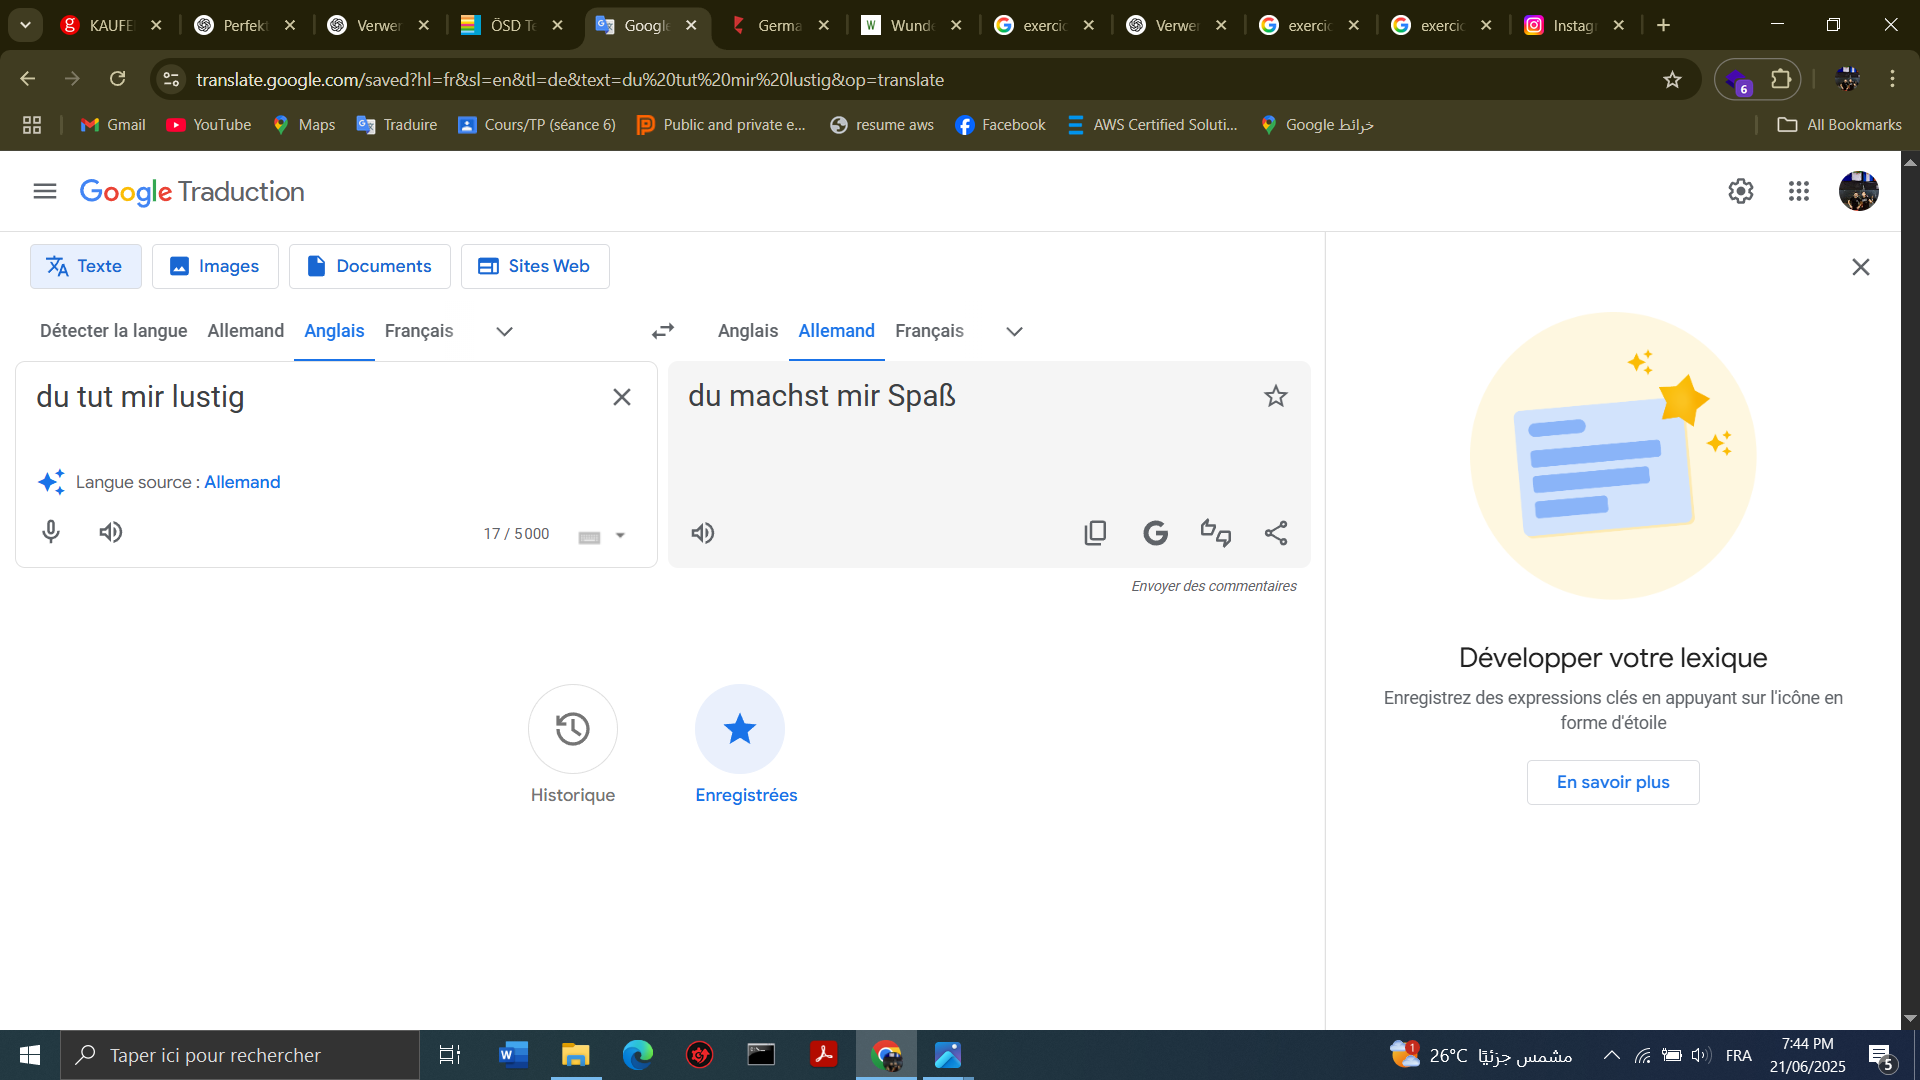 KAUFE
Perfekt
Verwer
ÖSD Te
Google
Germa
Wunde
exercic
Verwer
exercic
exercic
Instagr
translate.google.com/saved?hl=fr&sl=en&tl=de&text=du%20tut%20mir%20lustig&op=translate
6
Gmail
YouTube
Maps
Traduire
Cours/TP (séance 6)
Public and private e...
resume aws
Facebook
AWS Certified Soluti...
خرائط Google
All Bookmarks
Google Traduction
Texte
Images
Documents
Sites Web
Détecter la langue
Allemand
Anglais
Français
Anglais
Allemand
Français
du tut mir lustig
du machst mir Spaß
Langue source : Allemand
17 / 5 000
Envoyer des commentaires
Historique
Enregistrées
Développer votre lexique
Enregistrez des expressions clés en appuyant sur l'icône en
forme d'étoile
En savoir plus
Taper ici pour rechercher
1
26°C مشمس جزئيًا
FRA
7:44 PM
21/06/2025
5